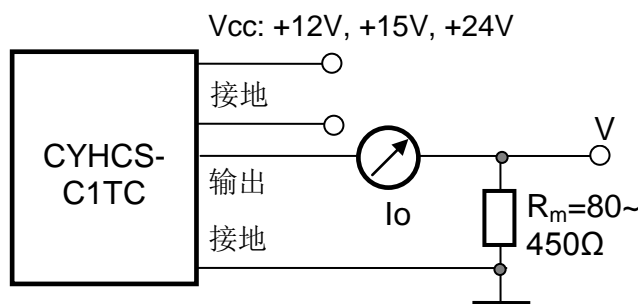 Vcc: +12V, +15V, +24V
接地
CYHCS-
C1TC
输出
Io
V
Rm=80~
450Ω
接地